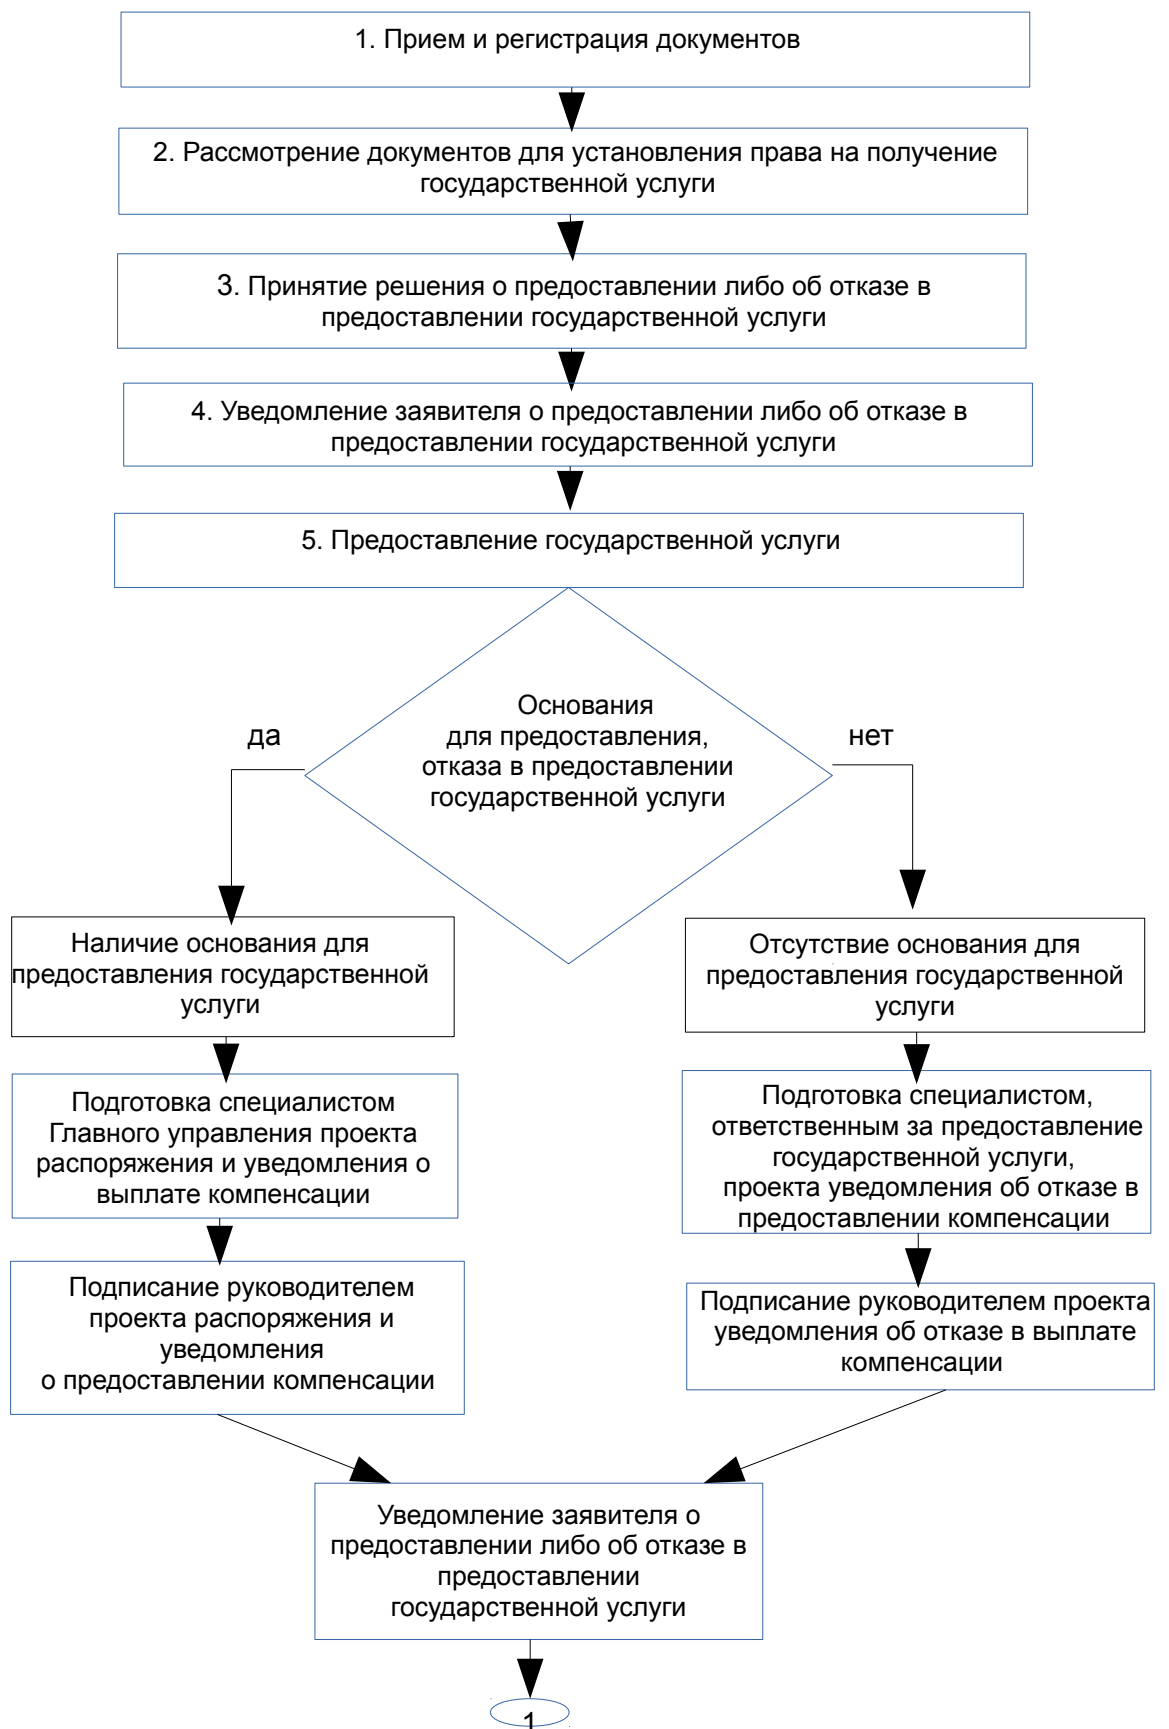 1. Прием и регистрация документов
2. Рассмотрение документов для установления права на получение
государственной услуги
3. Принятие решения о предоставлении либо об отказе в
предоставлении государственной услуги
4. Уведомление заявителя о предоставлении либо об отказе в
предоставлении государственной услуги
5. Предоставление государственной услуги
Основания
для предоставления,
отказа в предоставлении
государственной услуги
да
нет
Наличие основания для
предоставления государственной
услуги
Отсутствие основания для
предоставления государственной
услуги
Подготовка специалистом
Главного управления проекта
распоряжения и уведомления о
выплате компенсации
Подготовка специалистом,
ответственным за предоставление
государственной услуги,
проекта уведомления об отказе в
предоставлении компенсации
Подписание руководителем
проекта распоряжения и
уведомления
о предоставлении компенсации
Подписание руководителем проекта
уведомления об отказе в выплате
компенсации
Уведомление заявителя о
предоставлении либо об отказе в
предоставлении
государственной услуги
1